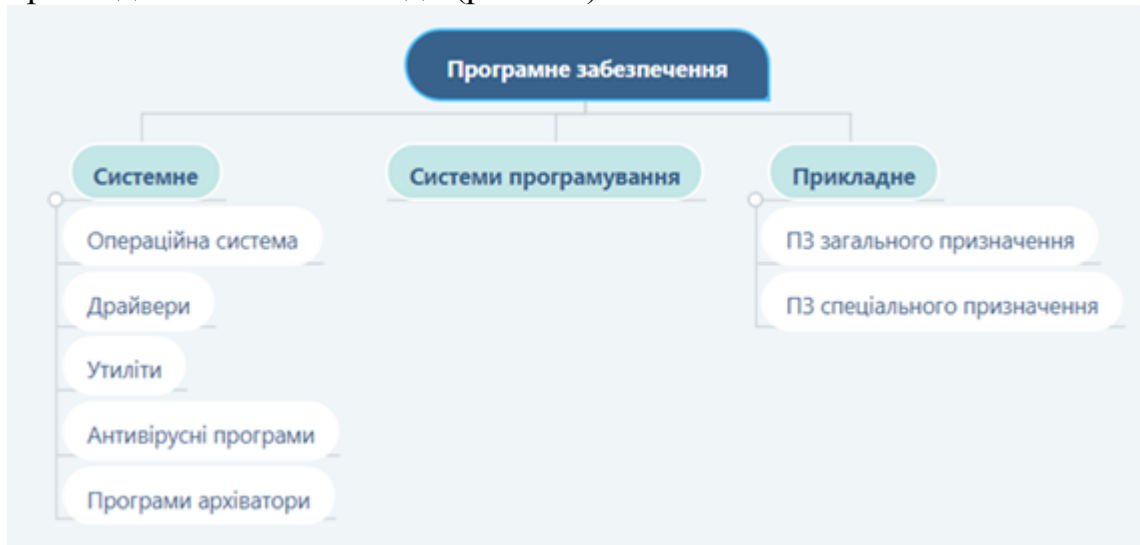 Програмне забезпечення
Системне
Системи програмування
Прикладне
Операційна система
Драйвери
Утиліти
Антивірусні програми
Програми архіватори
ПЗ загального призначення
ПЗ спеціального призначення